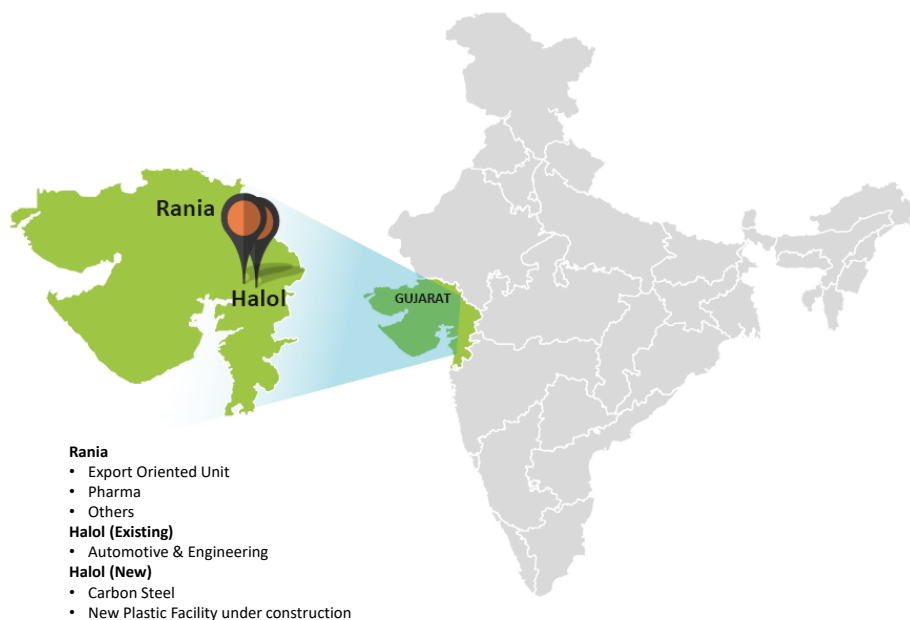 Rania
Halol
GUJARAT
Rania
• Export Oriented Unit
• Pharma
• Others
Halol (Existing)
• Automotive & Engineering
Halol (New)
• Carbon Steel
• New Plastic Facility under construction